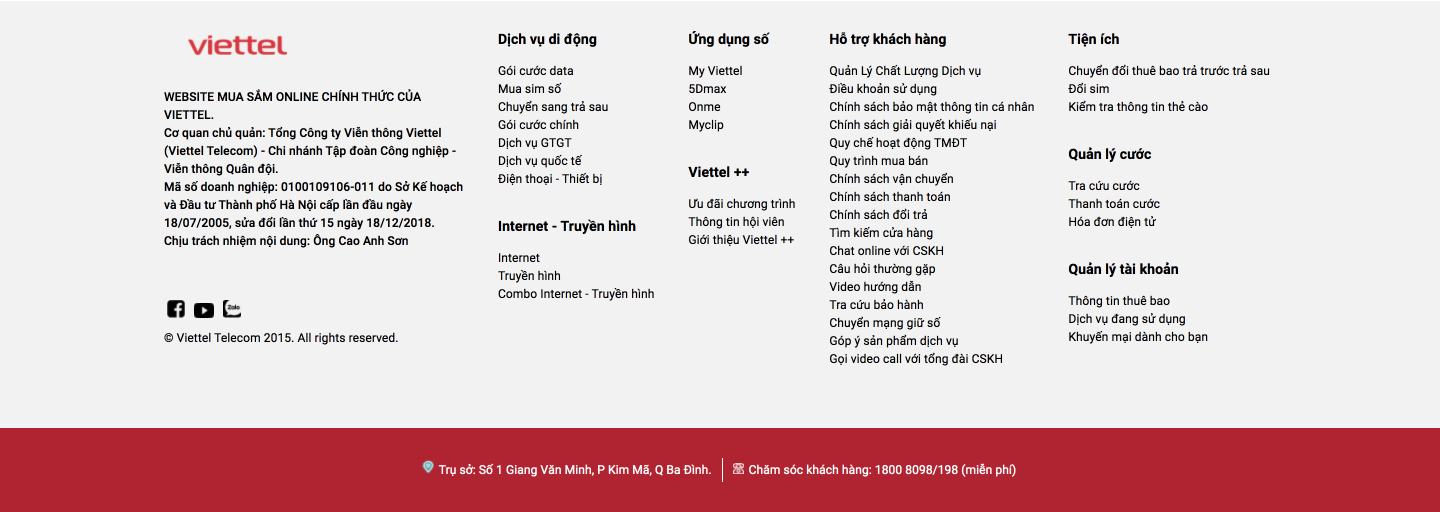 viettel
WEBSITE MUA SẮM ONLINE CHÍNH THỨC CỦA
VIETTEL.
Cơ quan chủ quản: Tổng Công ty Viễn thông Viettel
(Viettel Telecom) - Chi nhánh Tập đoàn Công nghiệp -
Viễn thông Quân đội.
Mã số doanh nghiệp: 0100109106-011 do Sở Kế hoạch
và Đầu tư Thành phố Hà Nội cấp lần đầu ngày
18/07/2005, sửa đổi lần thứ 15 ngày 18/12/2018.
Chịu trách nhiệm nội dung: Ông Cao Anh Sơn
Zalo
© Viettel Telecom 2015. All rights reserved.
Dịch vụ di động
Gói cước data
Mua sim số
Chuyển sang trả sau
Gói cước chính
Dịch vụ GTGT
Dịch vụ quốc tế
Điện thoại - Thiết bị
Internet - Truyền hình
Internet
Truyền hình
Combo Internet - Truyền hình
Ứng dụng số
My Viettel
5Dmax
Onme
Myclip
Viettel ++
Ưu đãi chương trình
Thông tin hội viên
Giới thiệu Viettel ++
Hỗ trợ khách hàng
Quản Lý Chất Lượng Dịch vụ
Điều khoản sử dụng
Chính sách bảo mật thông tin cá nhân
Chính sách giải quyết khiếu nại
Quy chế hoạt động TMĐT
Quy trình mua bán
Chính sách vận chuyển
Chính sách thanh toán
Chính sách đổi trả
Tìm kiếm cửa hàng
Chat online với CSKH
Câu hỏi thường gặp
Video hướng dẫn
Tra cứu bảo hành
Chuyển mạng giữ số
Góp ý sản phẩm dịch vụ
Gọi video call với tổng đài CSKH
Tiện ích
Chuyển đổi thuê bao trả trước trả sau
Đổi sim
Kiểm tra thông tin thẻ cào
Quản lý cước
Tra cứu cước
Thanh toán cước
Hóa đơn điện tử
Quản lý tài khoản
Thông tin thuê bao
Dịch vụ đang sử dụng
Khuyến mại dành cho bạn
Trụ sở: Số 1 Giang Văn Minh, P Kim Mã, Q Ba Đình.
Chăm sóc khách hàng: 1800 8098/198 (miễn phí)